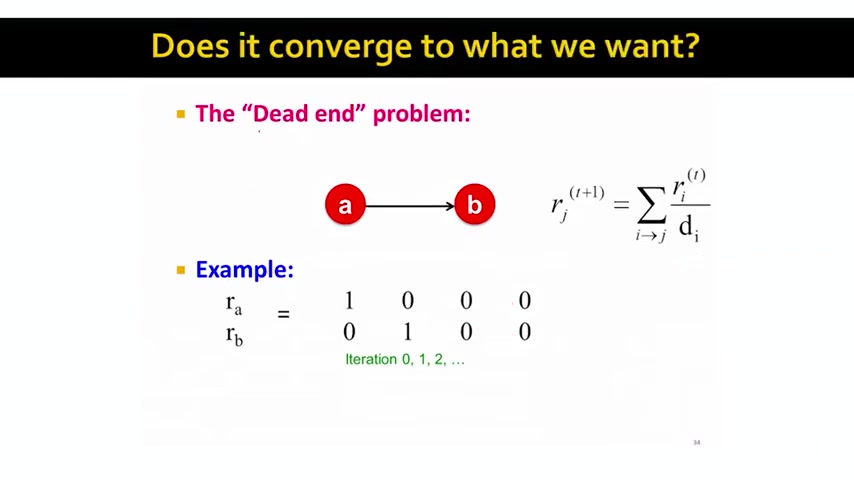 Does it converge to what we want?
The “Dead end” problem:
a b
r_j^{(t+1)} = \sum_{i \to j} \frac{r_i^{(t)}}{d_i}
Example:
r_a 1 0 0 0
=
r_b 0 1 0 0
Iteration 0, 1, 2, …
34